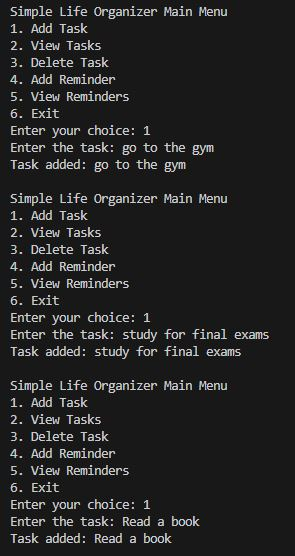 Simple Life Organizer Main Menu
1. Add Task
2. View Tasks
3. Delete Task
4. Add Reminder
5. View Reminders
6. Exit
Enter your choice: 1
Enter the task: go to the gym
Task added: go to the gym

Simple Life Organizer Main Menu
1. Add Task
2. View Tasks
3. Delete Task
4. Add Reminder
5. View Reminders
6. Exit
Enter your choice: 1
Enter the task: study for final exams
Task added: study for final exams

Simple Life Organizer Main Menu
1. Add Task
2. View Tasks
3. Delete Task
4. Add Reminder
5. View Reminders
6. Exit
Enter your choice: 1
Enter the task: Read a book
Task added: Read a book